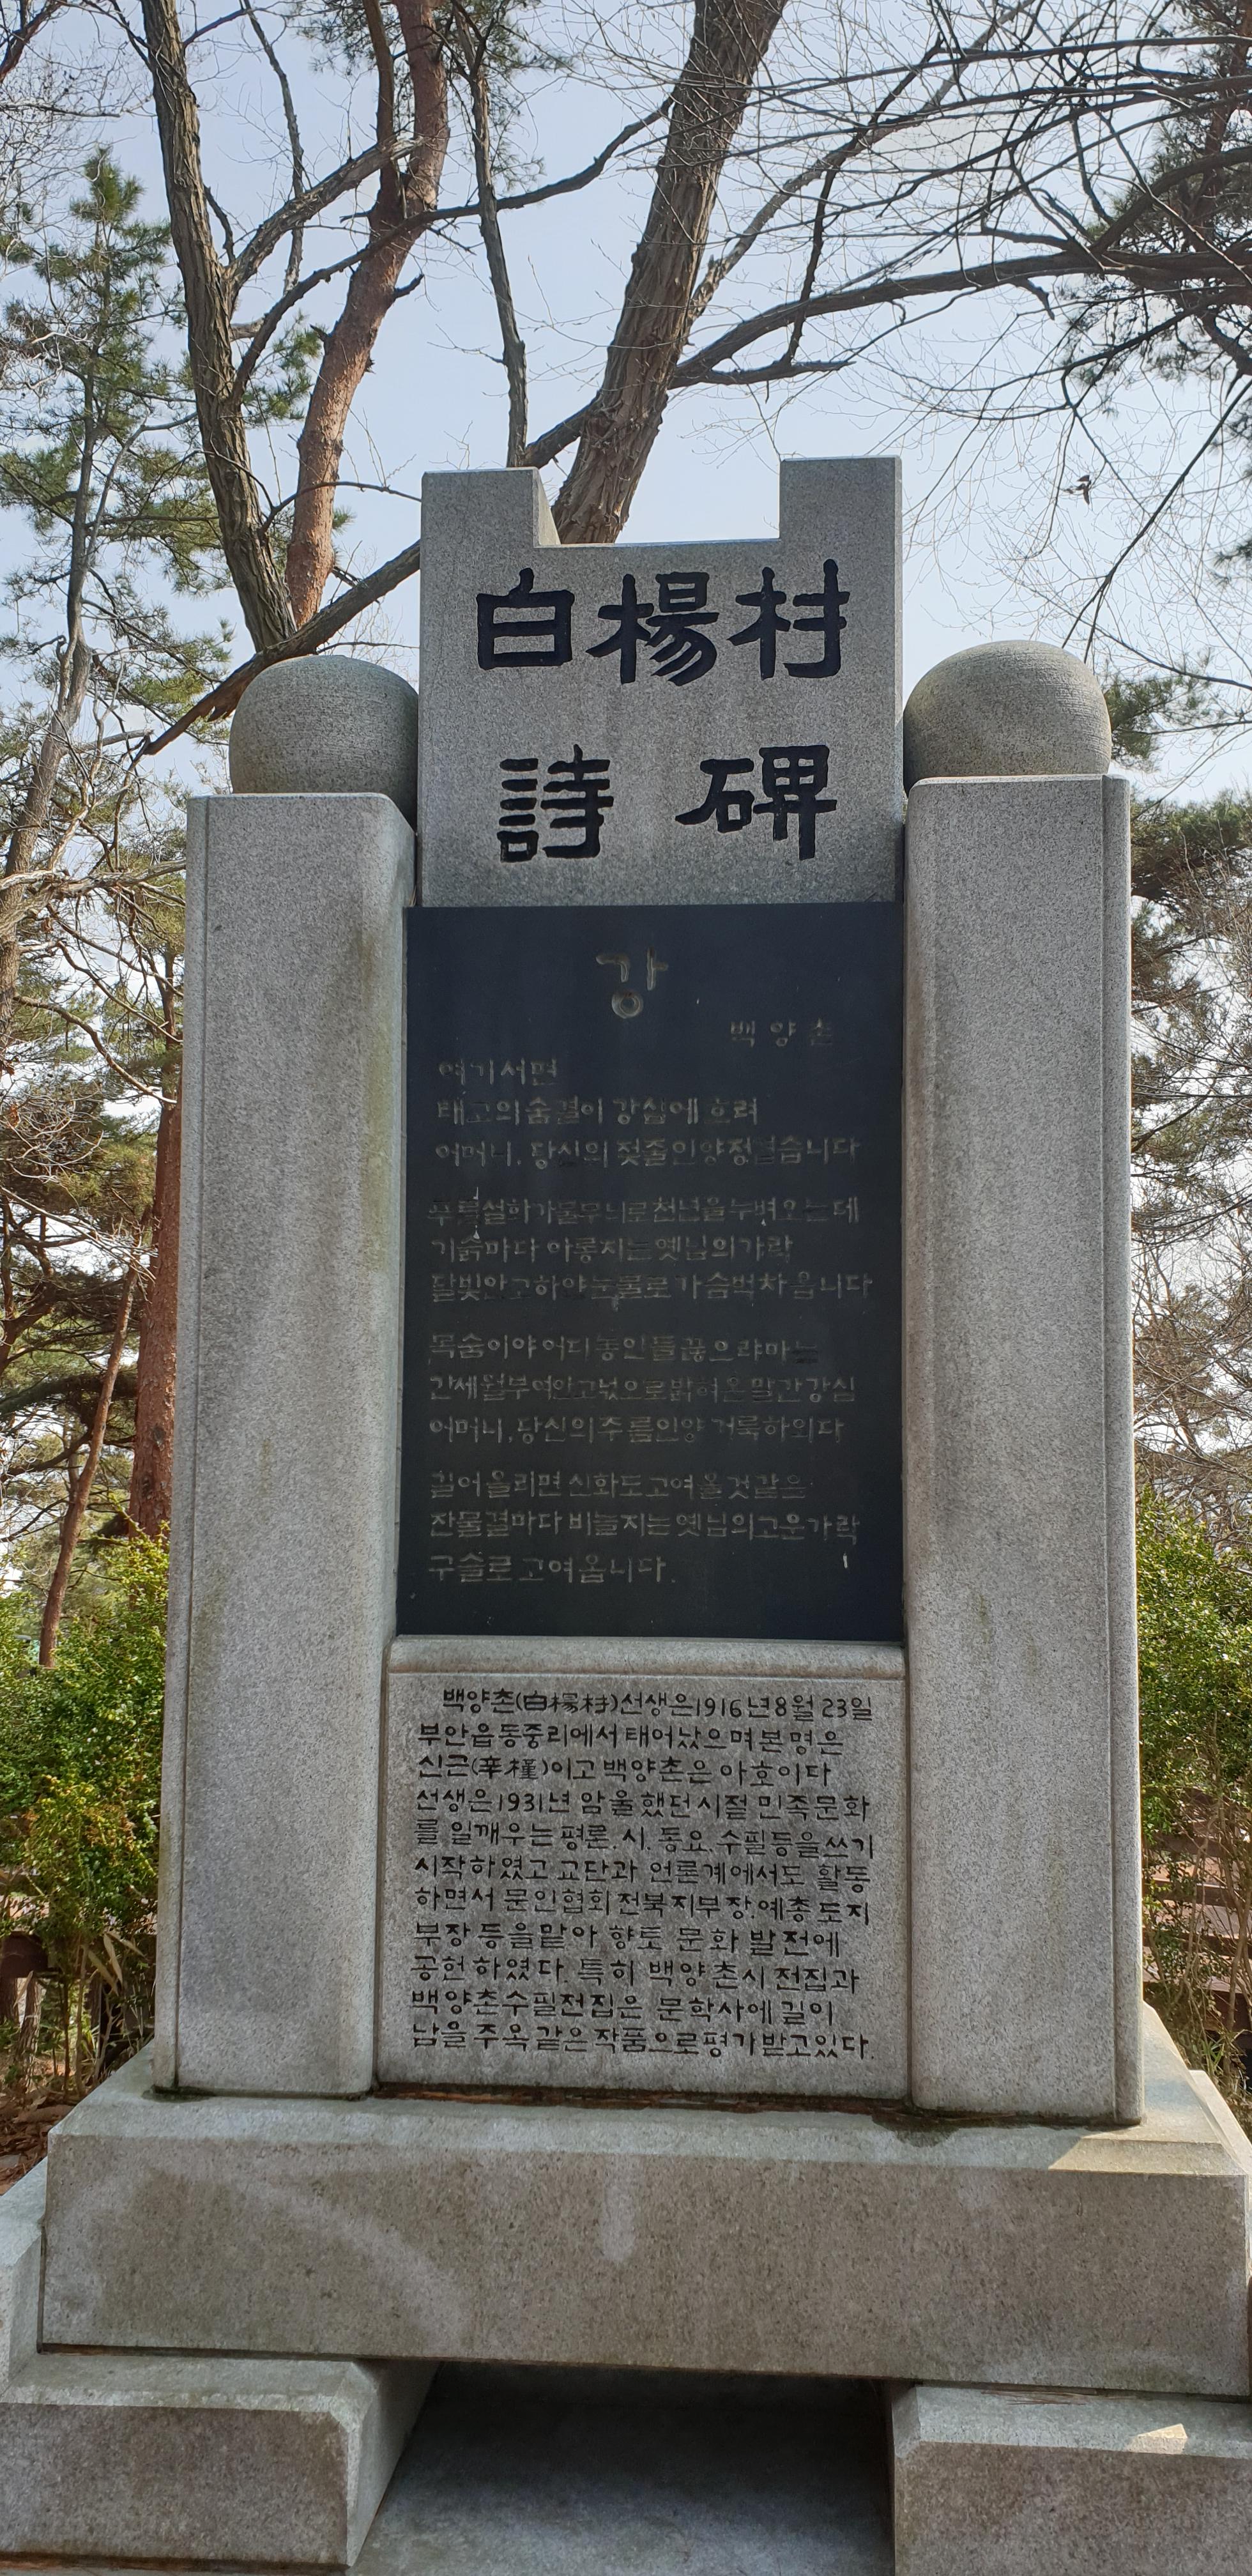 白楊村
詩碑
강
백양촌
여기서면
태고의 숨결이 강심에 흐려
어머니, 당신의 젖줄인양 정겹습니다
푸른 설화가 물무늬로 천년을 누벼오는데
기슭마다 아롱지는 옛님의 가락
달빛안고 하얀 눈물로 가슴벅차옵니다
목숨이야 어디 놓인들 끊으랴마는
간세월 부여안고 넋으로 밝혀온 말간 강심
어머니, 당신의 주름인양 거룩하외다
길어올리면 신화도 고여올 것 같은
잔물결마다 비늘지는 옛님의 고운가락
구슬로 고여옵니다.
백양촌(白楊村)선생은1916년8월23일
부안읍동중리에서 태어났으며 본명은
신근(辛槿)이고 백양촌은 아호이다
선생은1931년 암울했던 시절 민족문화
를 일깨우는 평론. 시. 동요. 수필등을쓰기
시작하였고 교단과 언론계에서도 활동
하면서 문인협회전북지부장.예총도지
부장등을맡아 향토 문화발전에
공헌하였다. 특히 백양촌시전집과
백양촌수필전집은 문학사에길이
남을 주옥같은작품으로평가받고있다.